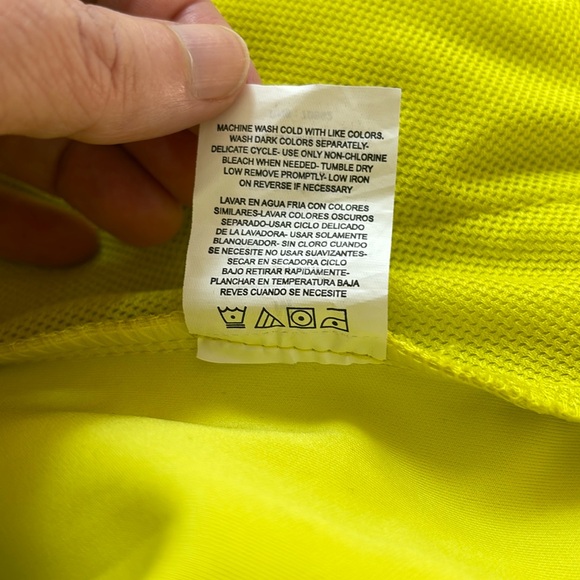 MACHINE WASH COLD WITH LIKE COLORS.
WASH DARK COLORS SEPARATELY-
DELICATE CYCLE- USE ONLY NON-CHLORINE
BLEACH WHEN NEEDED- TUMBLE DRY
LOW REMOVE PROMPTLY- LOW IRON
ON REVERSE IF NECESSARY
LAVAR EN AGUA FRIA CON COLORES
SIMILARES-LAVAR COLORES OSCUROS
SEPARADO-USAR CICLO DELICADO
DE LA LAVADORA- USAR SOLAMENTE
BLANQUEADOR- SIN CLORO CUANDO
SE NECESITE NO USAR SUAVIZANTES-
SECAR EN SECADORA CICLO
BAJO RETIRAR RAPIDAMENTE-
PLANCHAR EN TEMPERATURA BAJA
REVES CUANDO SE NECESITE